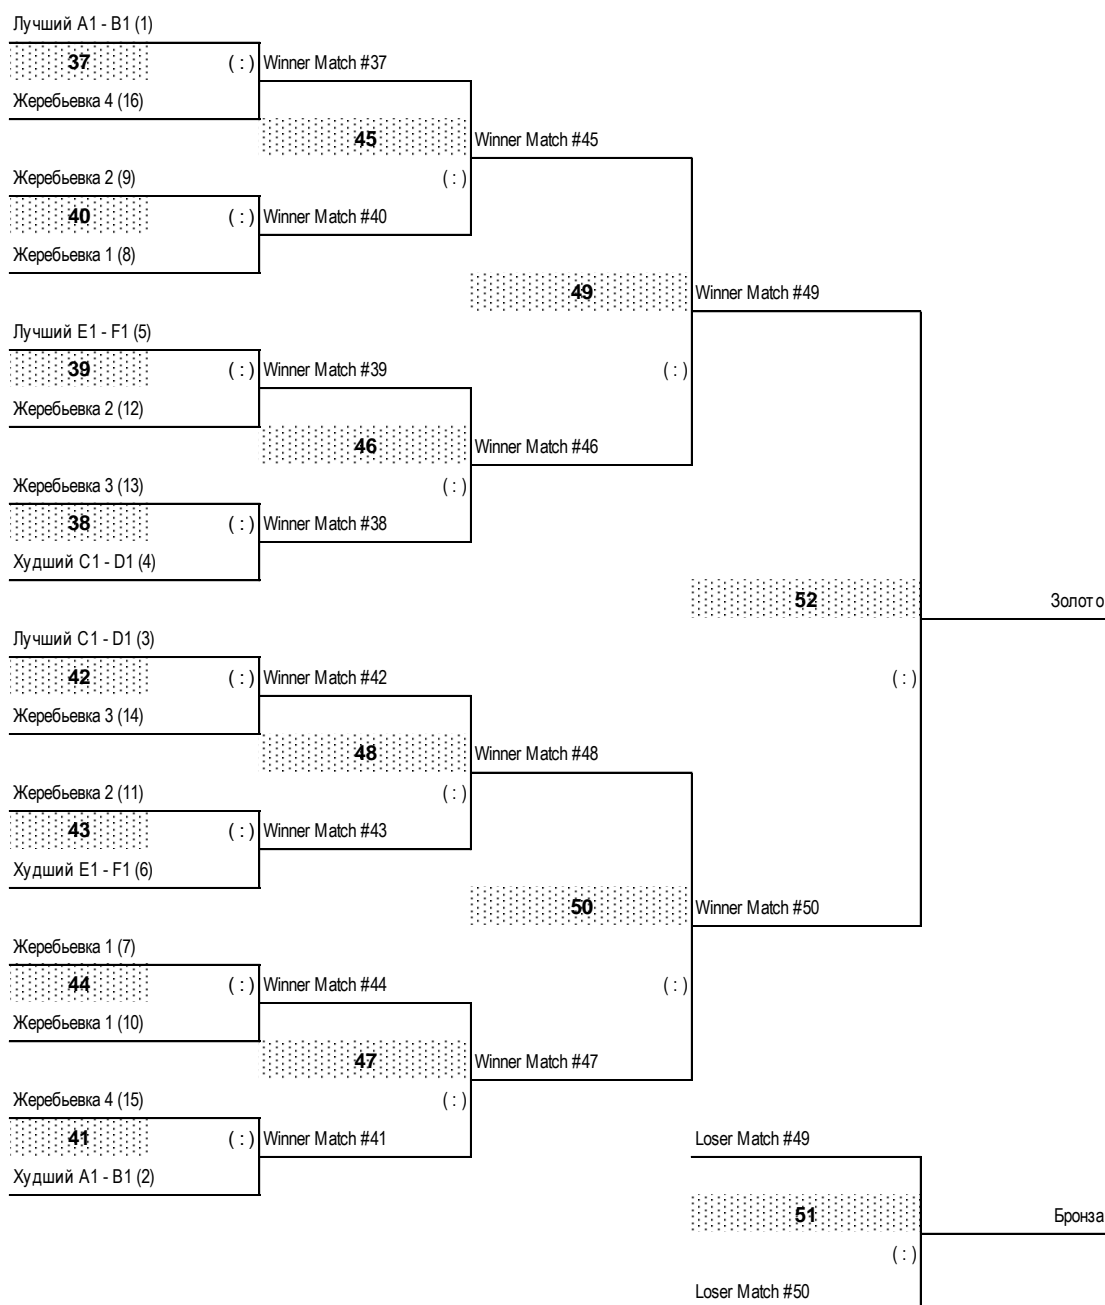 Лучший A1 - B1 (1)
37 ( : ) Winner Match #37
Жеребьевка 4 (16)
45 Winner Match #45
Жеребьевка 2 (9) ( : )
40 ( : ) Winner Match #40
Жеребьевка 1 (8)
49 Winner Match #49
Лучший E1 - F1 (5)
39 ( : ) Winner Match #39 ( : )
Жеребьевка 2 (12)
46 Winner Match #46
Жеребьевка 3 (13) ( : )
38 ( : ) Winner Match #38
Худший C1 - D1 (4)
52 Золото
Лучший C1 - D1 (3)
42 ( : ) Winner Match #42 ( : )
Жеребьевка 3 (14)
48 Winner Match #48
Жеребьевка 2 (11) ( : )
43 ( : ) Winner Match #43
Худший E1 - F1 (6)
50 Winner Match #50
Жеребьевка 1 (7)
44 ( : ) Winner Match #44 ( : )
Жеребьевка 1 (10)
47 Winner Match #47
Жеребьевка 4 (15) ( : )
41 ( : ) Winner Match #41 Loser Match #49
Худший A1 - B1 (2)
51 Бронза
( : )
Loser Match #50